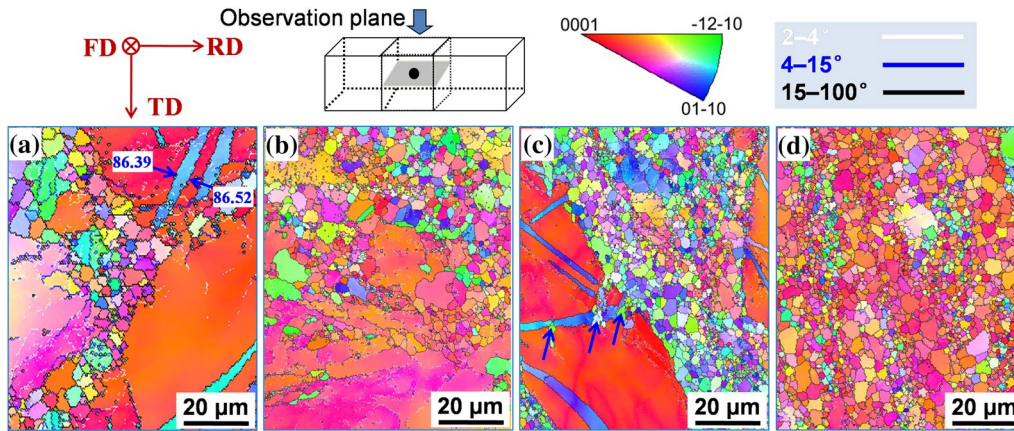 Observation plane
FD
RD
TD
0001
-12-10
01-10
2–4°
4–15°
15–100°
(a)
86.39
86.52
20 μm
(b)
20 μm
(c)
20 μm
(d)
20 μm